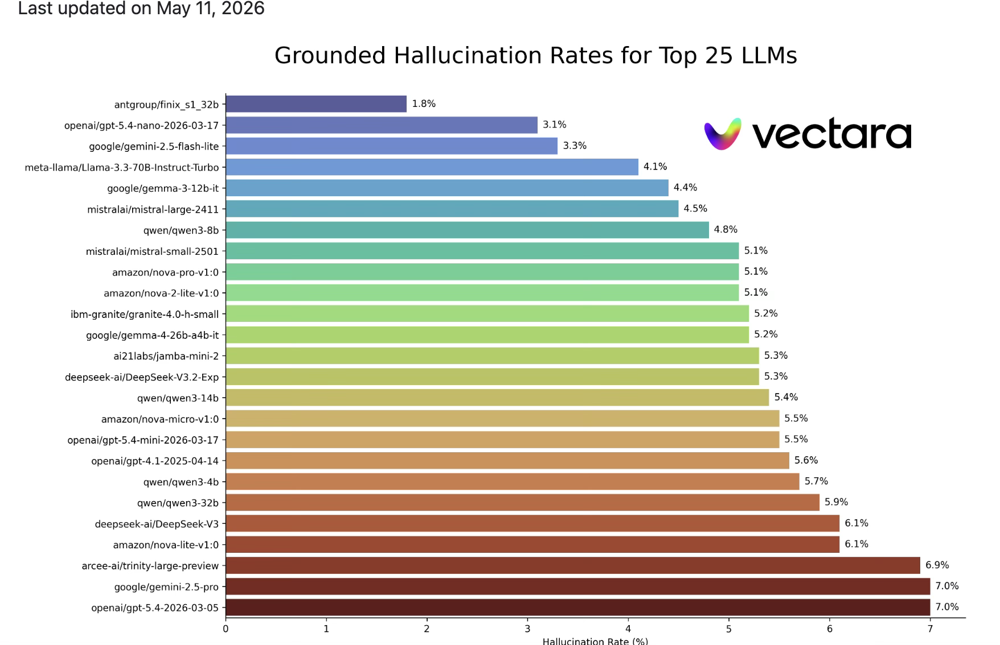 Last updated on May 11, 2026
Grounded Hallucination Rates for Top 25 LLMs
vectara
antgroup/finix_s1_32b 1.8%
openai/gpt-5.4-nano-2026-03-17 3.1%
google/gemini-2.5-flash-lite 3.3%
meta-llama/Llama-3.3-70B-Instruct-Turbo 4.1%
google/gemma-3-12b-it 4.4%
mistralai/mistral-large-2411 4.5%
qwen/qwen3-8b 4.8%
mistralai/mistral-small-2501 5.1%
amazon/nova-pro-v1:0 5.1%
amazon/nova-2-lite-v1:0 5.1%
ibm-granite/granite-4.0-h-small 5.2%
google/gemma-4-26b-a4b-it 5.2%
ai21labs/jamba-mini-2 5.3%
deepseek-ai/DeepSeek-V3.2-Exp 5.3%
qwen/qwen3-14b 5.4%
amazon/nova-micro-v1:0 5.5%
openai/gpt-5.4-mini-2026-03-17 5.5%
openai/gpt-4.1-2025-04-14 5.6%
qwen/qwen3-4b 5.7%
qwen/qwen3-32b 5.9%
deepseek-ai/DeepSeek-V3 6.1%
amazon/nova-lite-v1:0 6.1%
arcee-ai/trinity-large-preview 6.9%
google/gemini-2.5-pro 7.0%
openai/gpt-5.4-2026-03-05 7.0%
0 1 2 3 4 5 6 7
Hallucination Rate (%)